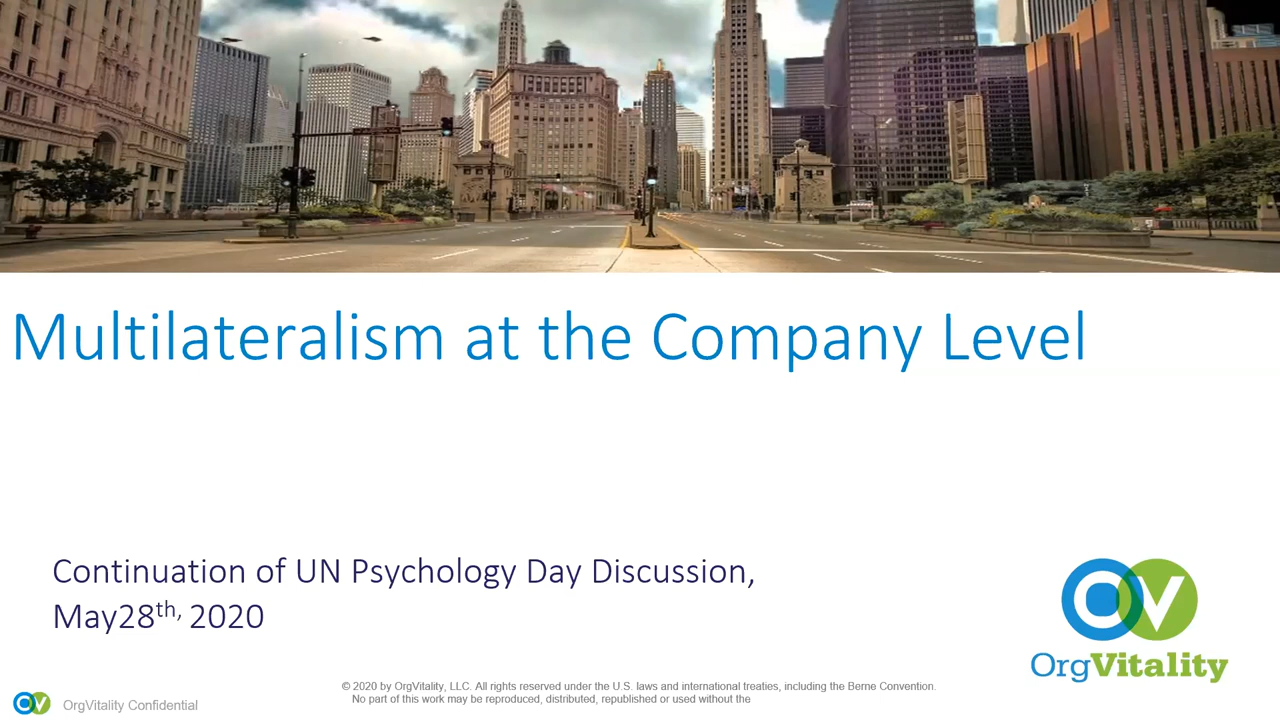 Multilateralism at the Company Level
Continuation of UN Psychology Day Discussion,
May28th, 2020
OV
OrgVitality
OV OrgVitality Confidential
© 2020 by OrgVitality, LLC. All rights reserved under the U.S. laws and international treaties, including the Berne Convention.
No part of this work may be reproduced, distributed, republished or used without the